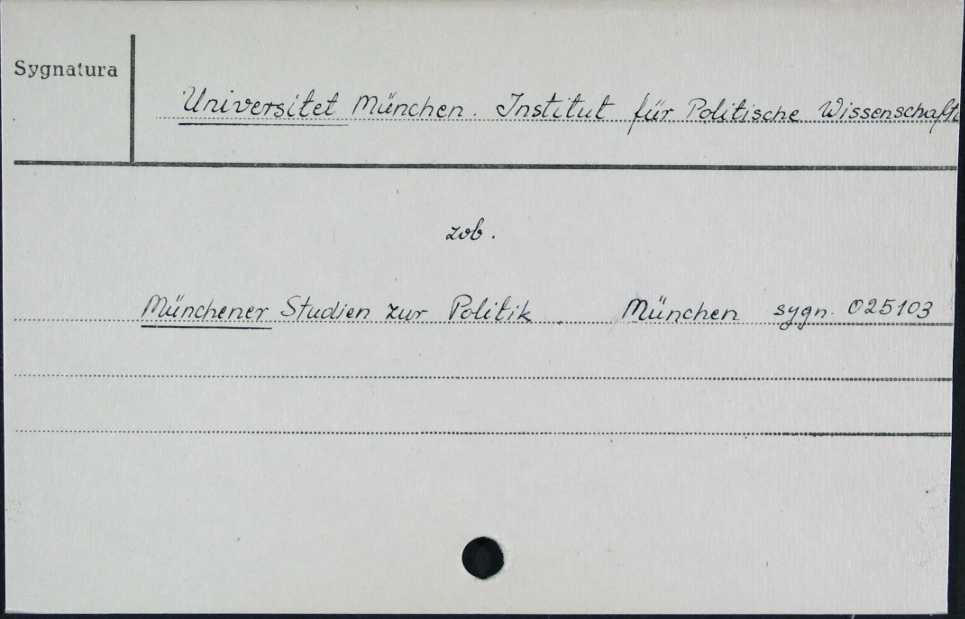 Sygnatura
Universitet München. Institut für Politische Wissenschaft
zob.
Münchener Studien zur Politik. München sygn. 025103